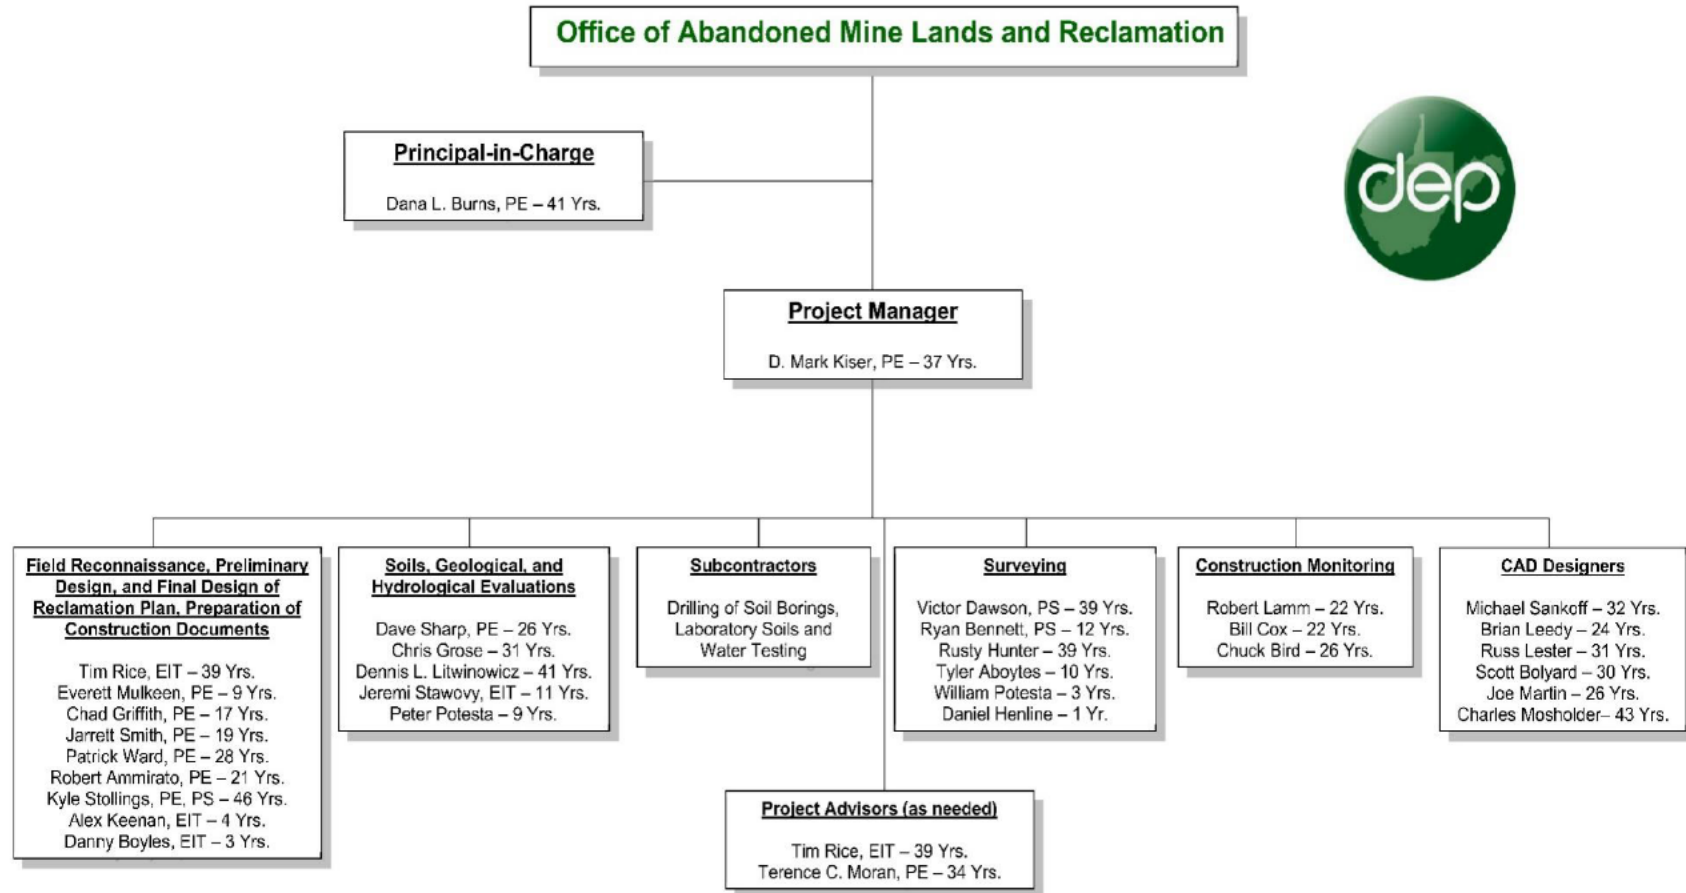 Office of Abandoned Mine Lands and Reclamation
Principal-in-Charge
Dana L. Burns, PE – 41 Yrs.
dep
Project Manager
D. Mark Kiser, PE – 37 Yrs.
Field Reconnaissance, Preliminary
Design, and Final Design of
Reclamation Plan, Preparation of
Construction Documents
Tim Rice, EIT – 39 Yrs.
Everett Mulkeen, PE – 9 Yrs.
Chad Griffith, PE – 17 Yrs.
Jarrett Smith, PE – 19 Yrs.
Patrick Ward, PE – 28 Yrs.
Robert Ammirato, PE – 21 Yrs.
Kyle Stollings, PE, PS – 46 Yrs.
Alex Keenan, EIT – 4 Yrs.
Danny Boyles, EIT – 3 Yrs.
Soils, Geological, and
Hydrological Evaluations
Dave Sharp, PE – 26 Yrs.
Chris Grose – 31 Yrs.
Dennis L. Litwinowicz – 41 Yrs.
Jeremi Stawovy, EIT – 11 Yrs.
Peter Potesta – 9 Yrs.
Subcontractors
Drilling of Soil Borings,
Laboratory Soils and
Water Testing
Surveying
Victor Dawson, PS – 39 Yrs.
Ryan Bennett, PS – 12 Yrs.
Rusty Hunter – 39 Yrs.
Tyler Aboytes – 10 Yrs.
William Potesta – 3 Yrs.
Daniel Henline – 1 Yr.
Construction Monitoring
Robert Lamm – 22 Yrs.
Bill Cox – 22 Yrs.
Chuck Bird – 26 Yrs.
CAD Designers
Michael Sankoff – 32 Yrs.
Brian Leedy – 24 Yrs.
Russ Lester – 31 Yrs.
Scott Bolyard – 30 Yrs.
Joe Martin – 26 Yrs.
Charles Mosholder– 43 Yrs.
Project Advisors (as needed)
Tim Rice, EIT – 39 Yrs.
Terence C. Moran, PE – 34 Yrs.